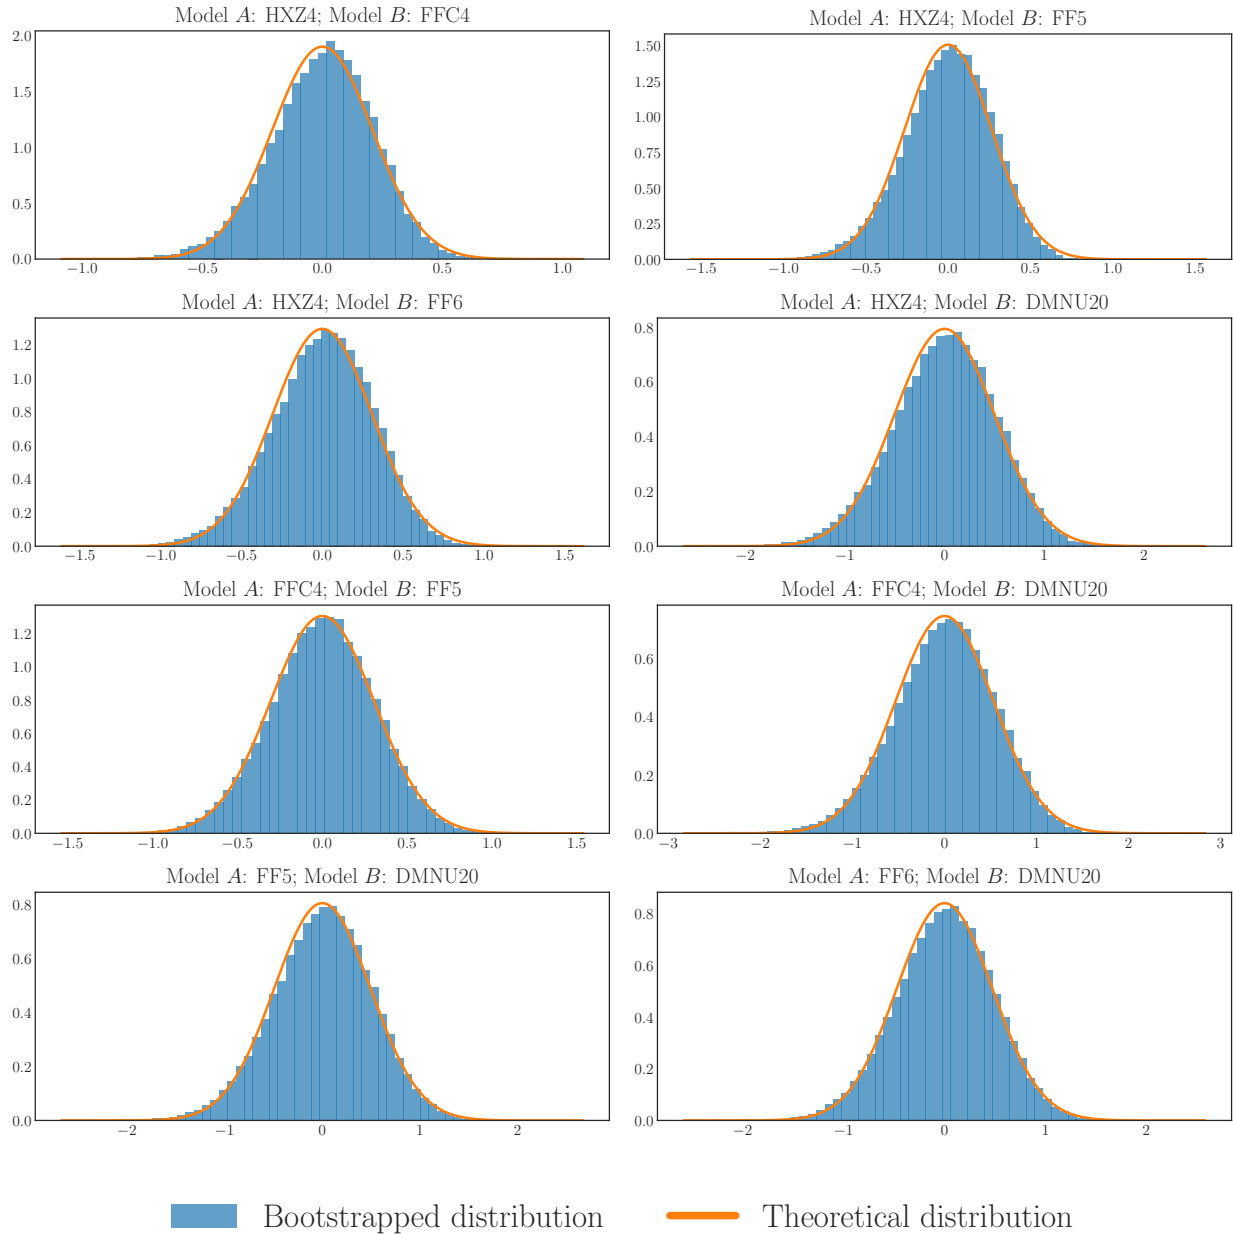 Model A: HXZ4; Model B: FFC4
2.0
1.5
1.0
0.5
0.0
−1.0 −0.5 0.0 0.5 1.0
Model A: HXZ4; Model B: FF5
1.50
1.25
1.00
0.75
0.50
0.25
0.00
−1.5 −1.0 −0.5 0.0 0.5 1.0 1.5
Model A: HXZ4; Model B: FF6
1.2
1.0
0.8
0.6
0.4
0.2
0.0
−1.5 −1.0 −0.5 0.0 0.5 1.0 1.5
Model A: HXZ4; Model B: DMNU20
0.8
0.6
0.4
0.2
0.0
−2 −1 0 1 2
Model A: FFC4; Model B: FF5
1.2
1.0
0.8
0.6
0.4
0.2
0.0
−1.5 −1.0 −0.5 0.0 0.5 1.0 1.5
Model A: FFC4; Model B: DMNU20
0.6
0.4
0.2
0.0
−3 −2 −1 0 1 2 3
Model A: FF5; Model B: DMNU20
0.8
0.6
0.4
0.2
0.0
−2 −1 0 1 2
Model A: FF6; Model B: DMNU20
0.8
0.6
0.4
0.2
0.0
−2 −1 0 1 2
Bootstrapped distribution Theoretical distribution